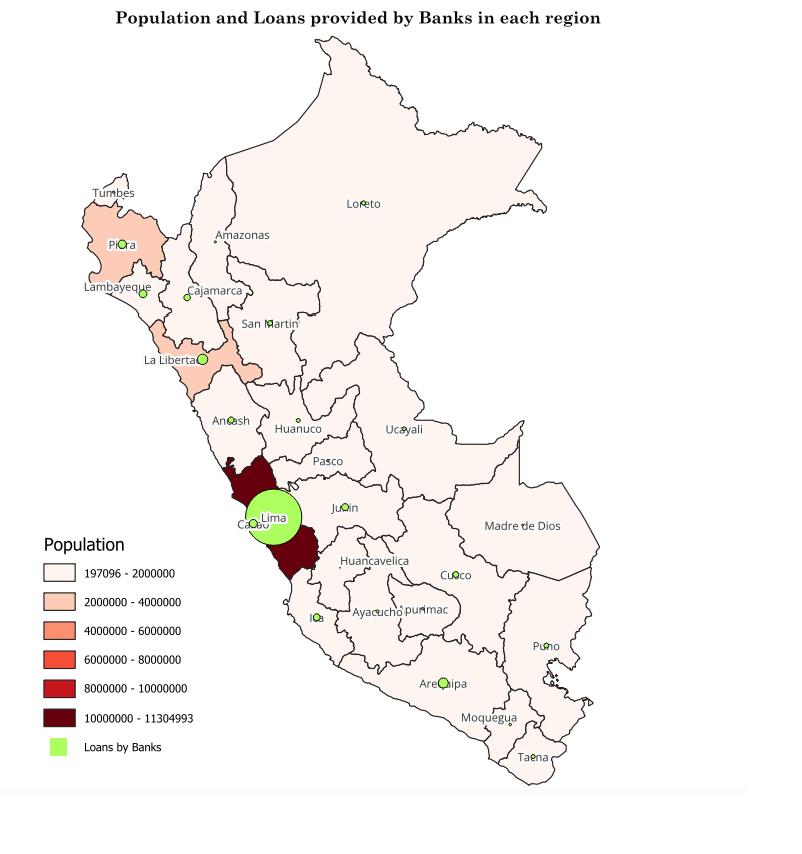 Population and Loans provided by Banks in each region
Tumbes
Loreto
Piura
Amazonas
Lambayeque
Cajamarca
San Martin
La Libertad
Ancash
Huanuco
Ucayali
Pasco
Junin
Lima
Callao
Madre de Dios
Huancavelica
Cusco
Ica
Ayacucho
Apurimac
Puno
Arequipa
Moquegua
Tacna
Population
197096 - 2000000
2000000 - 4000000
4000000 - 6000000
6000000 - 8000000
8000000 - 10000000
10000000 - 11304993
Loans by Banks